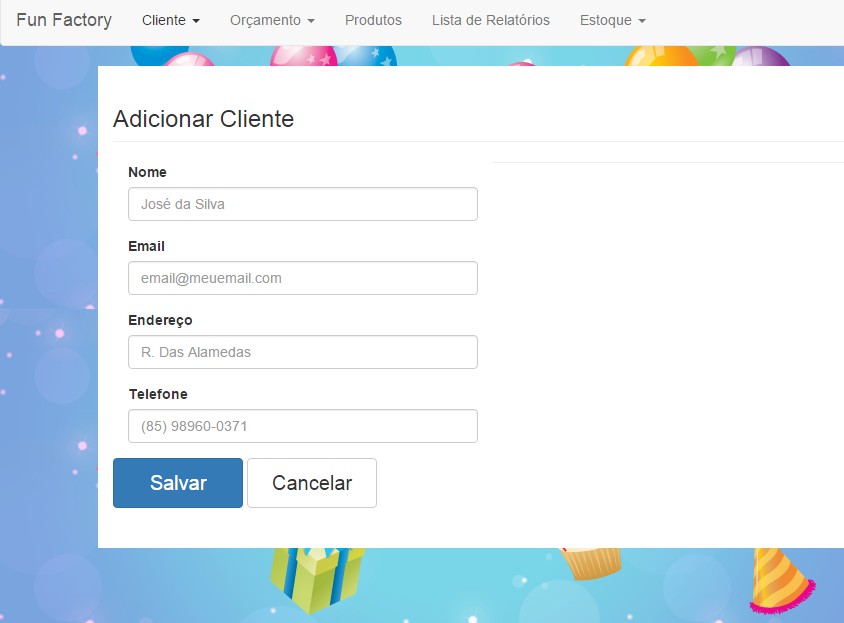 Fun Factory Cliente Orçamento Produtos Lista de Relatórios Estoque
Adicionar Cliente
Nome
José da Silva
Email
email@meuemail.com
Endereço
R. Das Alamedas
Telefone
(85) 98960-0371
Salvar Cancelar